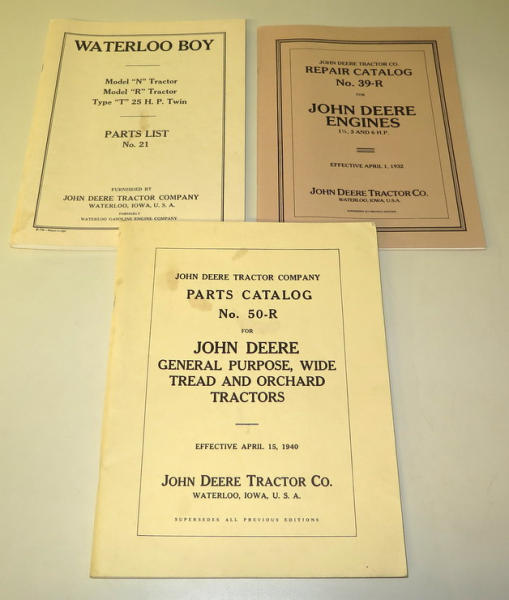 WATERLOO BOY
Model "N" Tractor
Model "R" Tractor
Type "T" 25 H. P. Twin
PARTS LIST
No. 21
FURNISHED BY
JOHN DEERE TRACTOR COMPANY
WATERLOO, IOWA, U. S. A.
FORMERLY
WATERLOO GASOLINE ENGINE COMPANY
JOHN DEERE TRACTOR CO.
REPAIR CATALOG
No. 39-R
FOR
JOHN DEERE
ENGINES
1½, 3 AND 6 H.P.
EFFECTIVE APRIL 1, 1932
JOHN DEERE TRACTOR CO.
WATERLOO, IOWA, U.S.A.
JOHN DEERE TRACTOR COMPANY
PARTS CATALOG
No. 50-R
FOR
JOHN DEERE
GENERAL PURPOSE, WIDE
TREAD AND ORCHARD
TRACTORS
EFFECTIVE APRIL 15, 1940
JOHN DEERE TRACTOR CO.
WATERLOO, IOWA, U. S. A.
SUPERSEDES ALL PREVIOUS EDITIONS